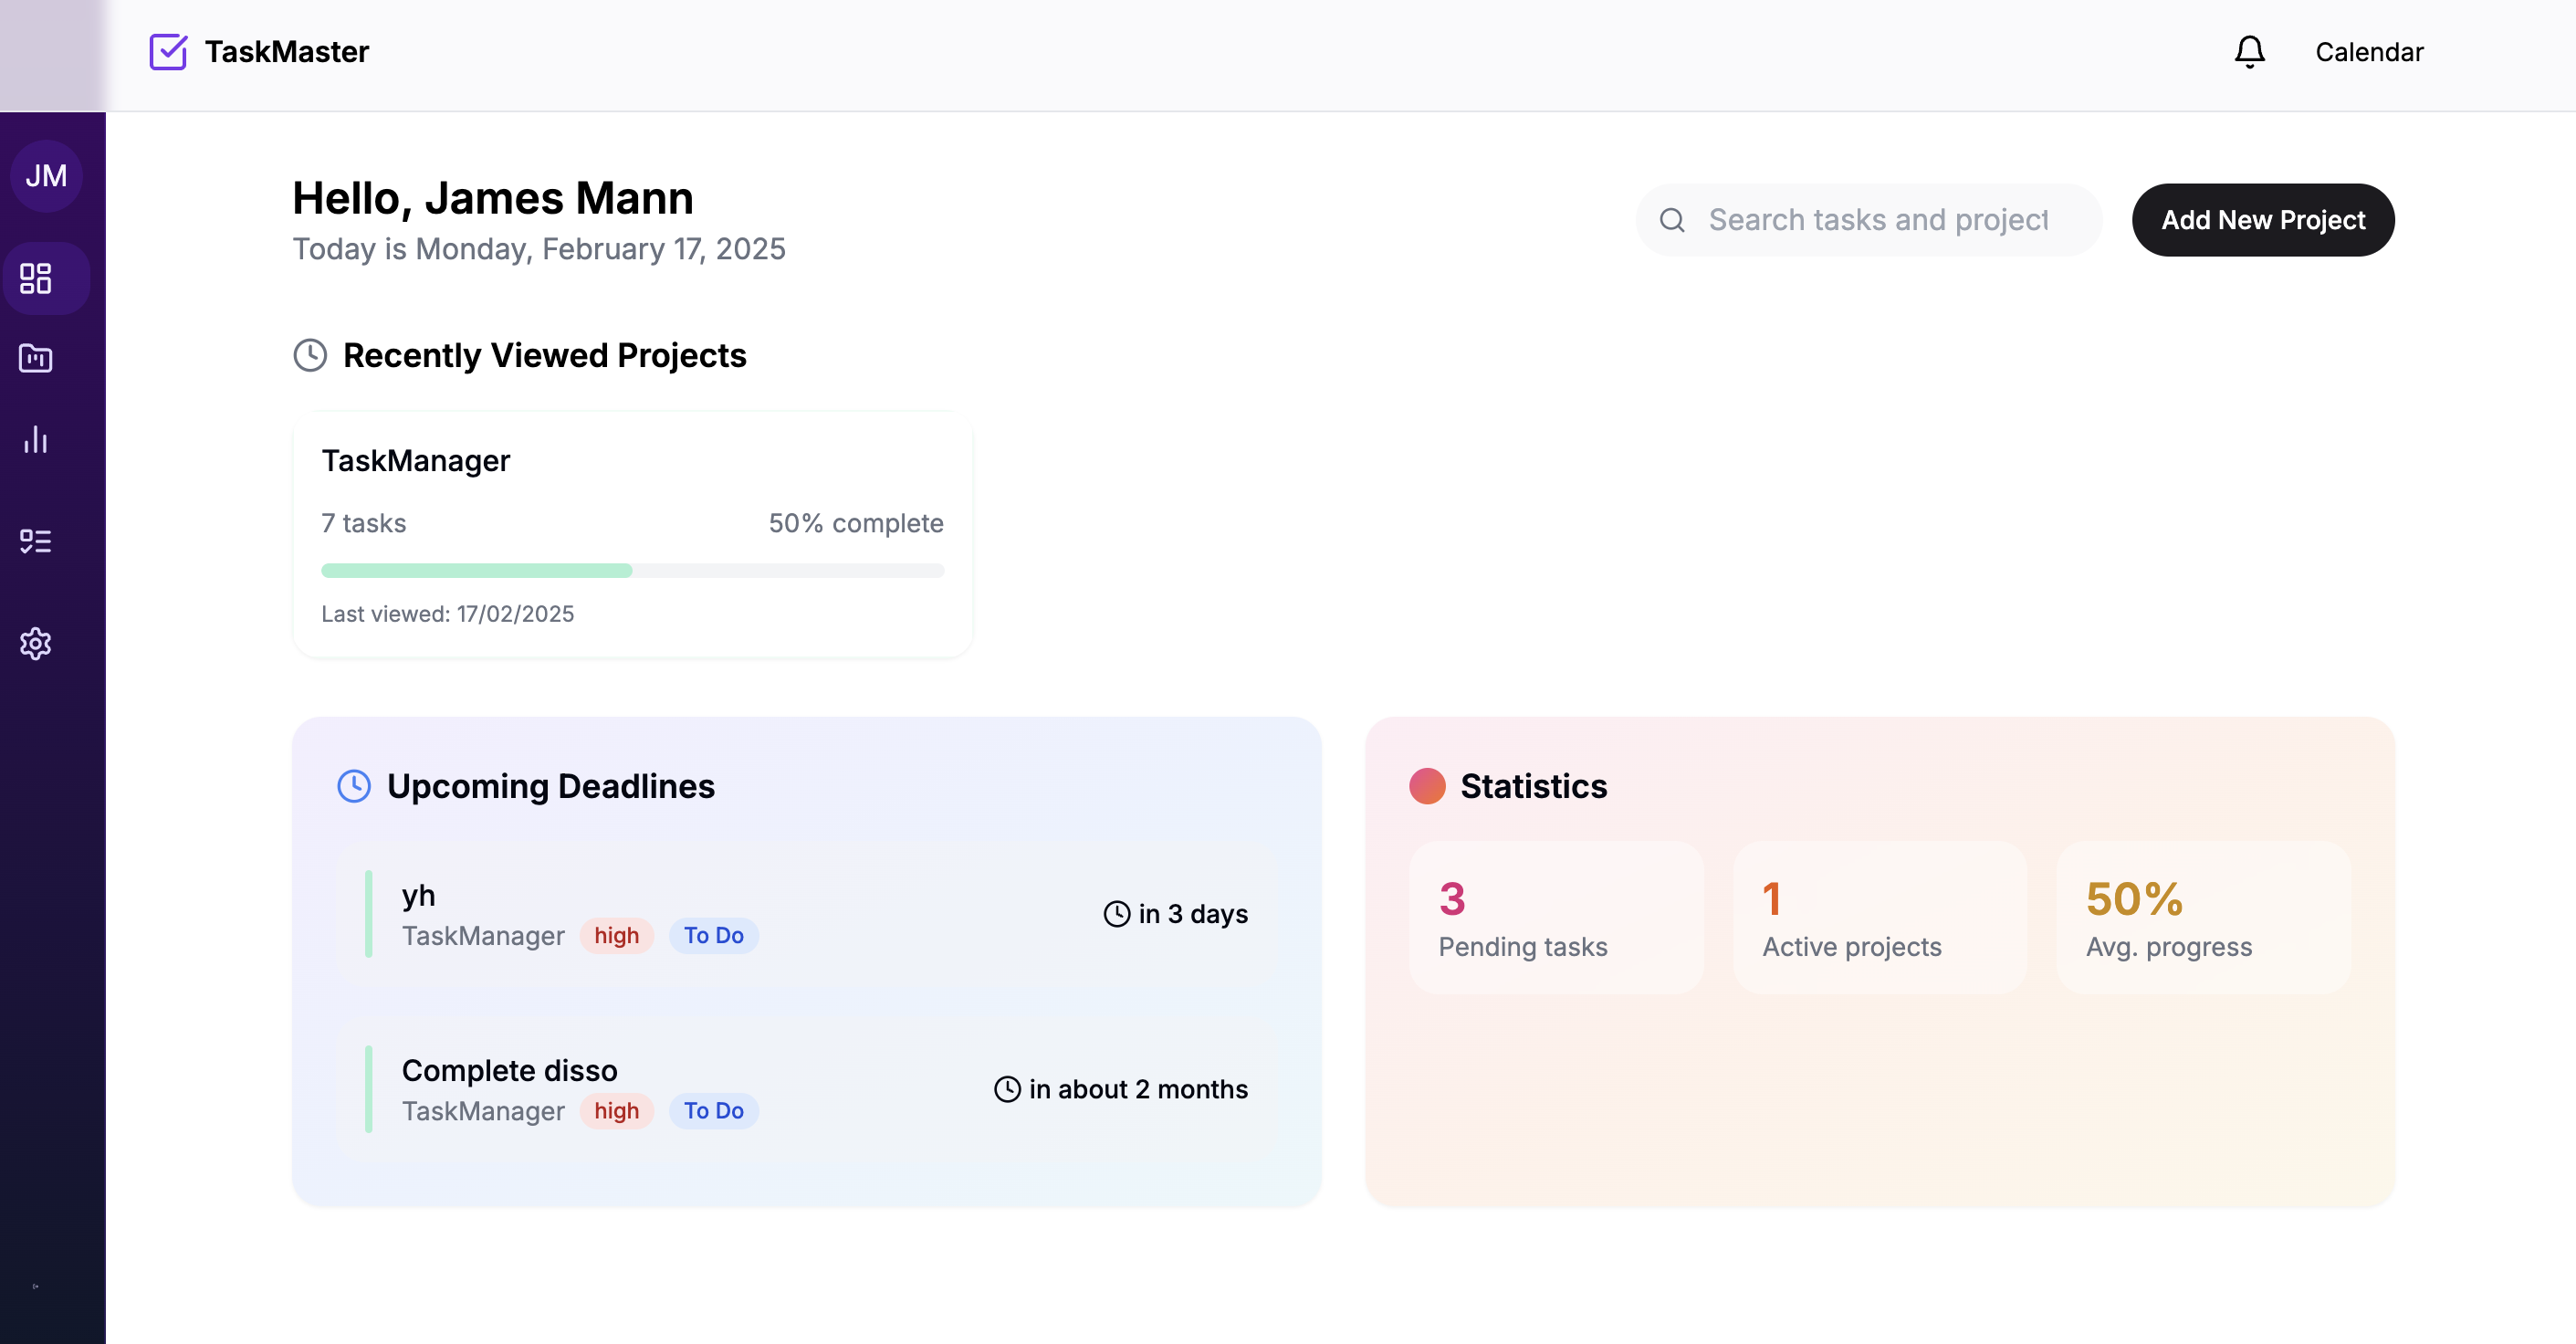 TaskMaster
Calendar
JM
Hello, James Mann
Today is Monday, February 17, 2025
Search tasks and project
Add New Project
Recently Viewed Projects
TaskManager
7 tasks
50% complete
Last viewed: 17/02/2025
Upcoming Deadlines
yh
TaskManager high To Do
in 3 days
Complete disso
TaskManager high To Do
in about 2 months
Statistics
3
Pending tasks
1
Active projects
50%
Avg. progress